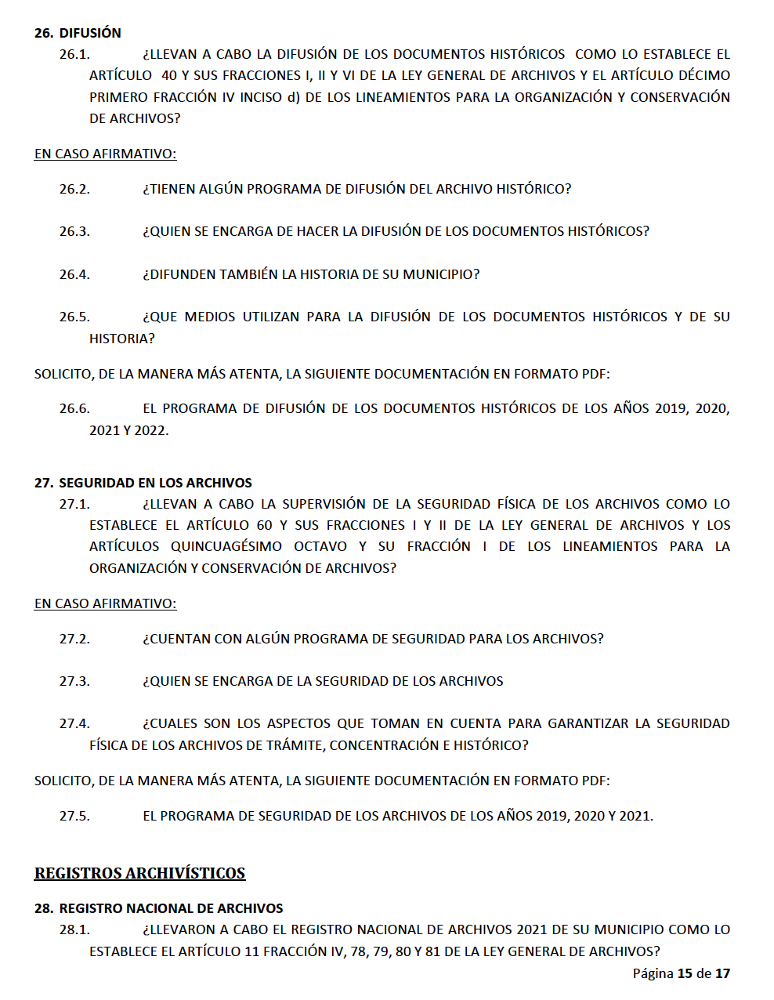 26. DIFUSIÓN
26.1. ¿LLEVAN A CABO LA DIFUSIÓN DE LOS DOCUMENTOS HISTÓRICOS COMO LO ESTABLECE EL
ARTÍCULO 40 Y SUS FRACCIONES I, II Y VI DE LA LEY GENERAL DE ARCHIVOS Y EL ARTÍCULO DÉCIMO
PRIMERO FRACCIÓN IV INCISO d) DE LOS LINEAMIENTOS PARA LA ORGANIZACIÓN Y CONSERVACIÓN
DE ARCHIVOS?
EN CASO AFIRMATIVO:
26.2. ¿TIENEN ALGÚN PROGRAMA DE DIFUSIÓN DEL ARCHIVO HISTÓRICO?
26.3. ¿QUIEN SE ENCARGA DE HACER LA DIFUSIÓN DE LOS DOCUMENTOS HISTÓRICOS?
26.4. ¿DIFUNDEN TAMBIÉN LA HISTORIA DE SU MUNICIPIO?
26.5. ¿QUE MEDIOS UTILIZAN PARA LA DIFUSIÓN DE LOS DOCUMENTOS HISTÓRICOS Y DE SU
HISTORIA?
SOLICITO, DE LA MANERA MÁS ATENTA, LA SIGUIENTE DOCUMENTACIÓN EN FORMATO PDF:
26.6. EL PROGRAMA DE DIFUSIÓN DE LOS DOCUMENTOS HISTÓRICOS DE LOS AÑOS 2019, 2020,
2021 Y 2022.
27. SEGURIDAD EN LOS ARCHIVOS
27.1. ¿LLEVAN A CABO LA SUPERVISIÓN DE LA SEGURIDAD FÍSICA DE LOS ARCHIVOS COMO LO
ESTABLECE EL ARTÍCULO 60 Y SUS FRACCIONES I Y II DE LA LEY GENERAL DE ARCHIVOS Y LOS
ARTÍCULOS QUINCUAGÉSIMO OCTAVO Y SU FRACCIÓN I DE LOS LINEAMIENTOS PARA LA
ORGANIZACIÓN Y CONSERVACIÓN DE ARCHIVOS?
EN CASO AFIRMATIVO:
27.2. ¿CUENTAN CON ALGÚN PROGRAMA DE SEGURIDAD PARA LOS ARCHIVOS?
27.3. ¿QUIEN SE ENCARGA DE LA SEGURIDAD DE LOS ARCHIVOS
27.4. ¿CUALES SON LOS ASPECTOS QUE TOMAN EN CUENTA PARA GARANTIZAR LA SEGURIDAD
FÍSICA DE LOS ARCHIVOS DE TRÁMITE, CONCENTRACIÓN E HISTÓRICO?
SOLICITO, DE LA MANERA MÁS ATENTA, LA SIGUIENTE DOCUMENTACIÓN EN FORMATO PDF:
27.5. EL PROGRAMA DE SEGURIDAD DE LOS ARCHIVOS DE LOS AÑOS 2019, 2020 Y 2021.
REGISTROS ARCHIVÍSTICOS
28. REGISTRO NACIONAL DE ARCHIVOS
28.1. ¿LLEVARON A CABO EL REGISTRO NACIONAL DE ARCHIVOS 2021 DE SU MUNICIPIO COMO LO
ESTABLECE EL ARTÍCULO 11 FRACCIÓN IV, 78, 79, 80 Y 81 DE LA LEY GENERAL DE ARCHIVOS?
Página 15 de 17